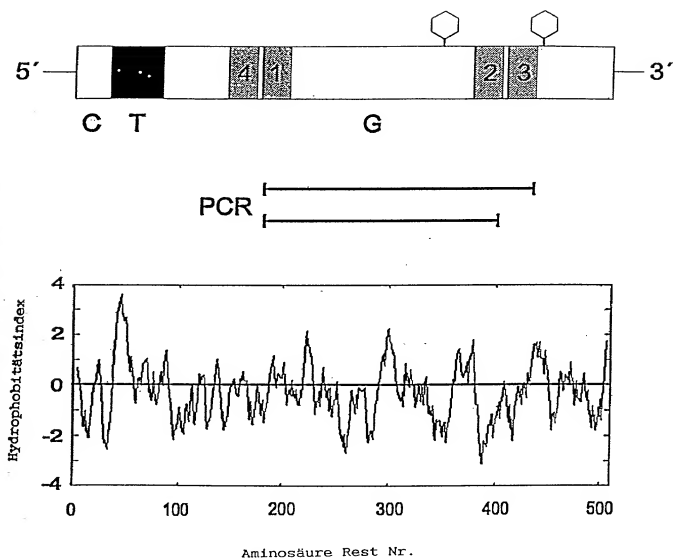 5´ 4 1 2 3 3´
C T G
PCR
Hydrophobitätsindex
4
2
0
-2
-4
0 100 200 300 400 500
Aminosäure Rest Nr.